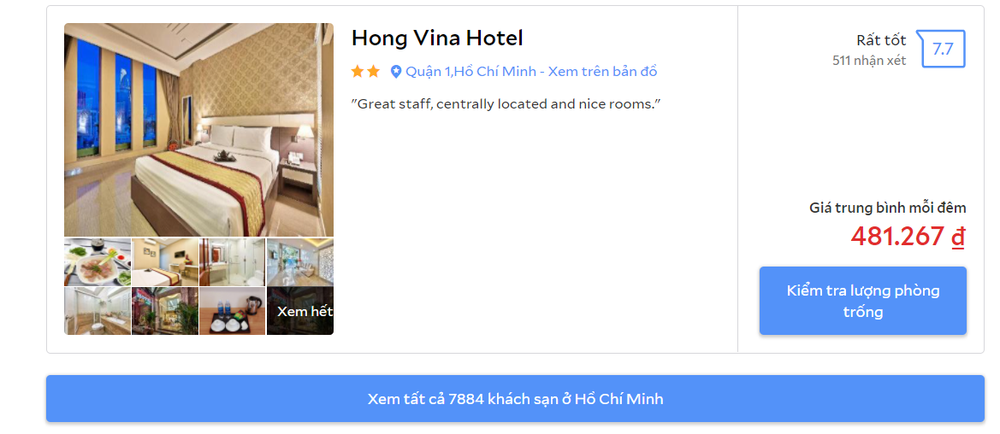 Hong Vina Hotel
Quận 1,Hồ Chí Minh - Xem trên bản đồ
"Great staff, centrally located and nice rooms."
Rất tốt
511 nhận xét
7.7
Giá trung bình mỗi đêm
481.267 ₫
Kiểm tra lượng phòng
trống
Xem hết
Xem tất cả 7884 khách sạn ở Hồ Chí Minh